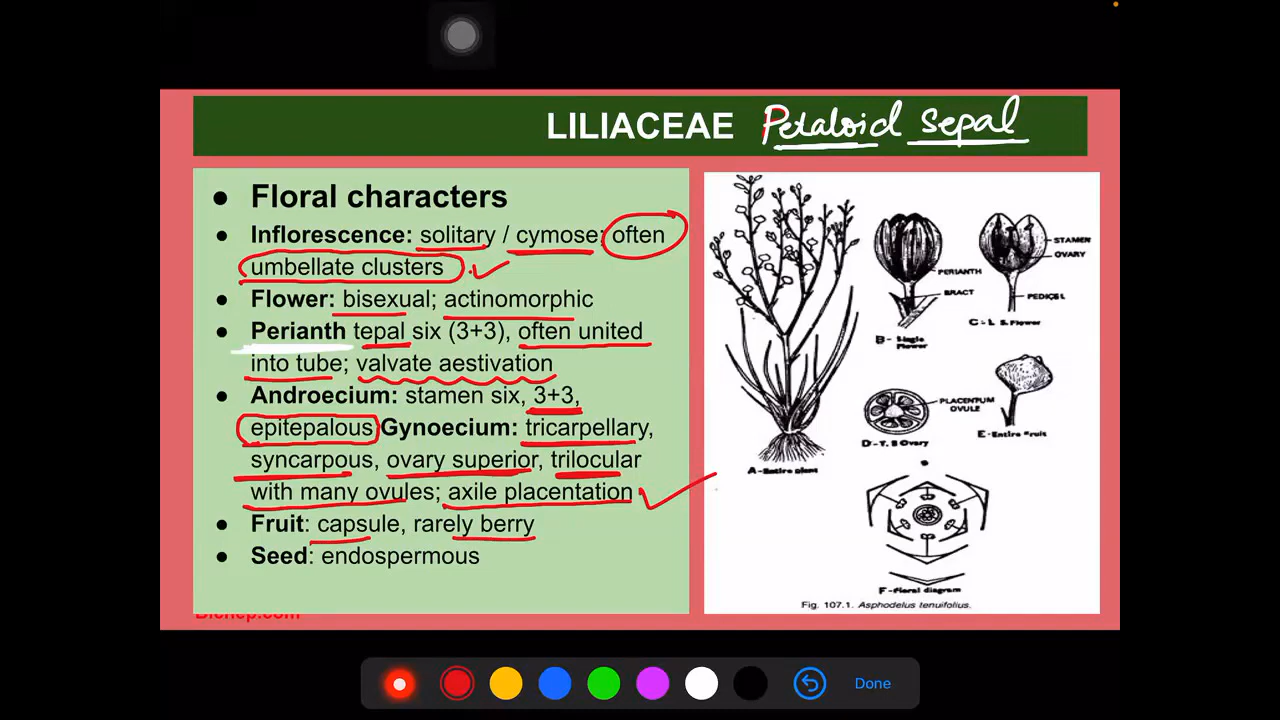 LILIACEAE Petaloid sepal
● Floral characters
● Inflorescence: solitary / cymose; often
umbellate clusters
● Flower: bisexual; actinomorphic
● Perianth tepal six (3+3), often united
into tube; valvate aestivation
● Androecium: stamen six, 3+3,
epitepalous Gynoecium: tricarpellary,
syncarpous, ovary superior, trilocular
with many ovules; axile placentation
● Fruit: capsule, rarely berry
● Seed: endospermous
STAMEN
OVARY
PERIANTH
BRACT
PEDICEL
C-L.S. Flower
B- Single
Flower
PLACENTUM
OVULE
D-T.S Ovary
E-Entire fruit
A-Entire plant
F-floral diagram
Fig. 107.1. Asphodelus tenuifolius.
Done